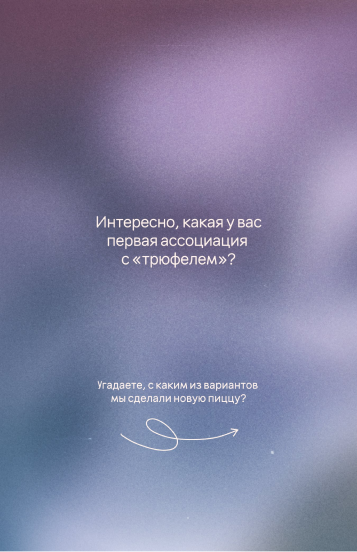 Интересно, какая у вас
первая ассоциация
с «трюфелем»?
Угадаете, с каким из вариантов
мы сделали новую пиццу?